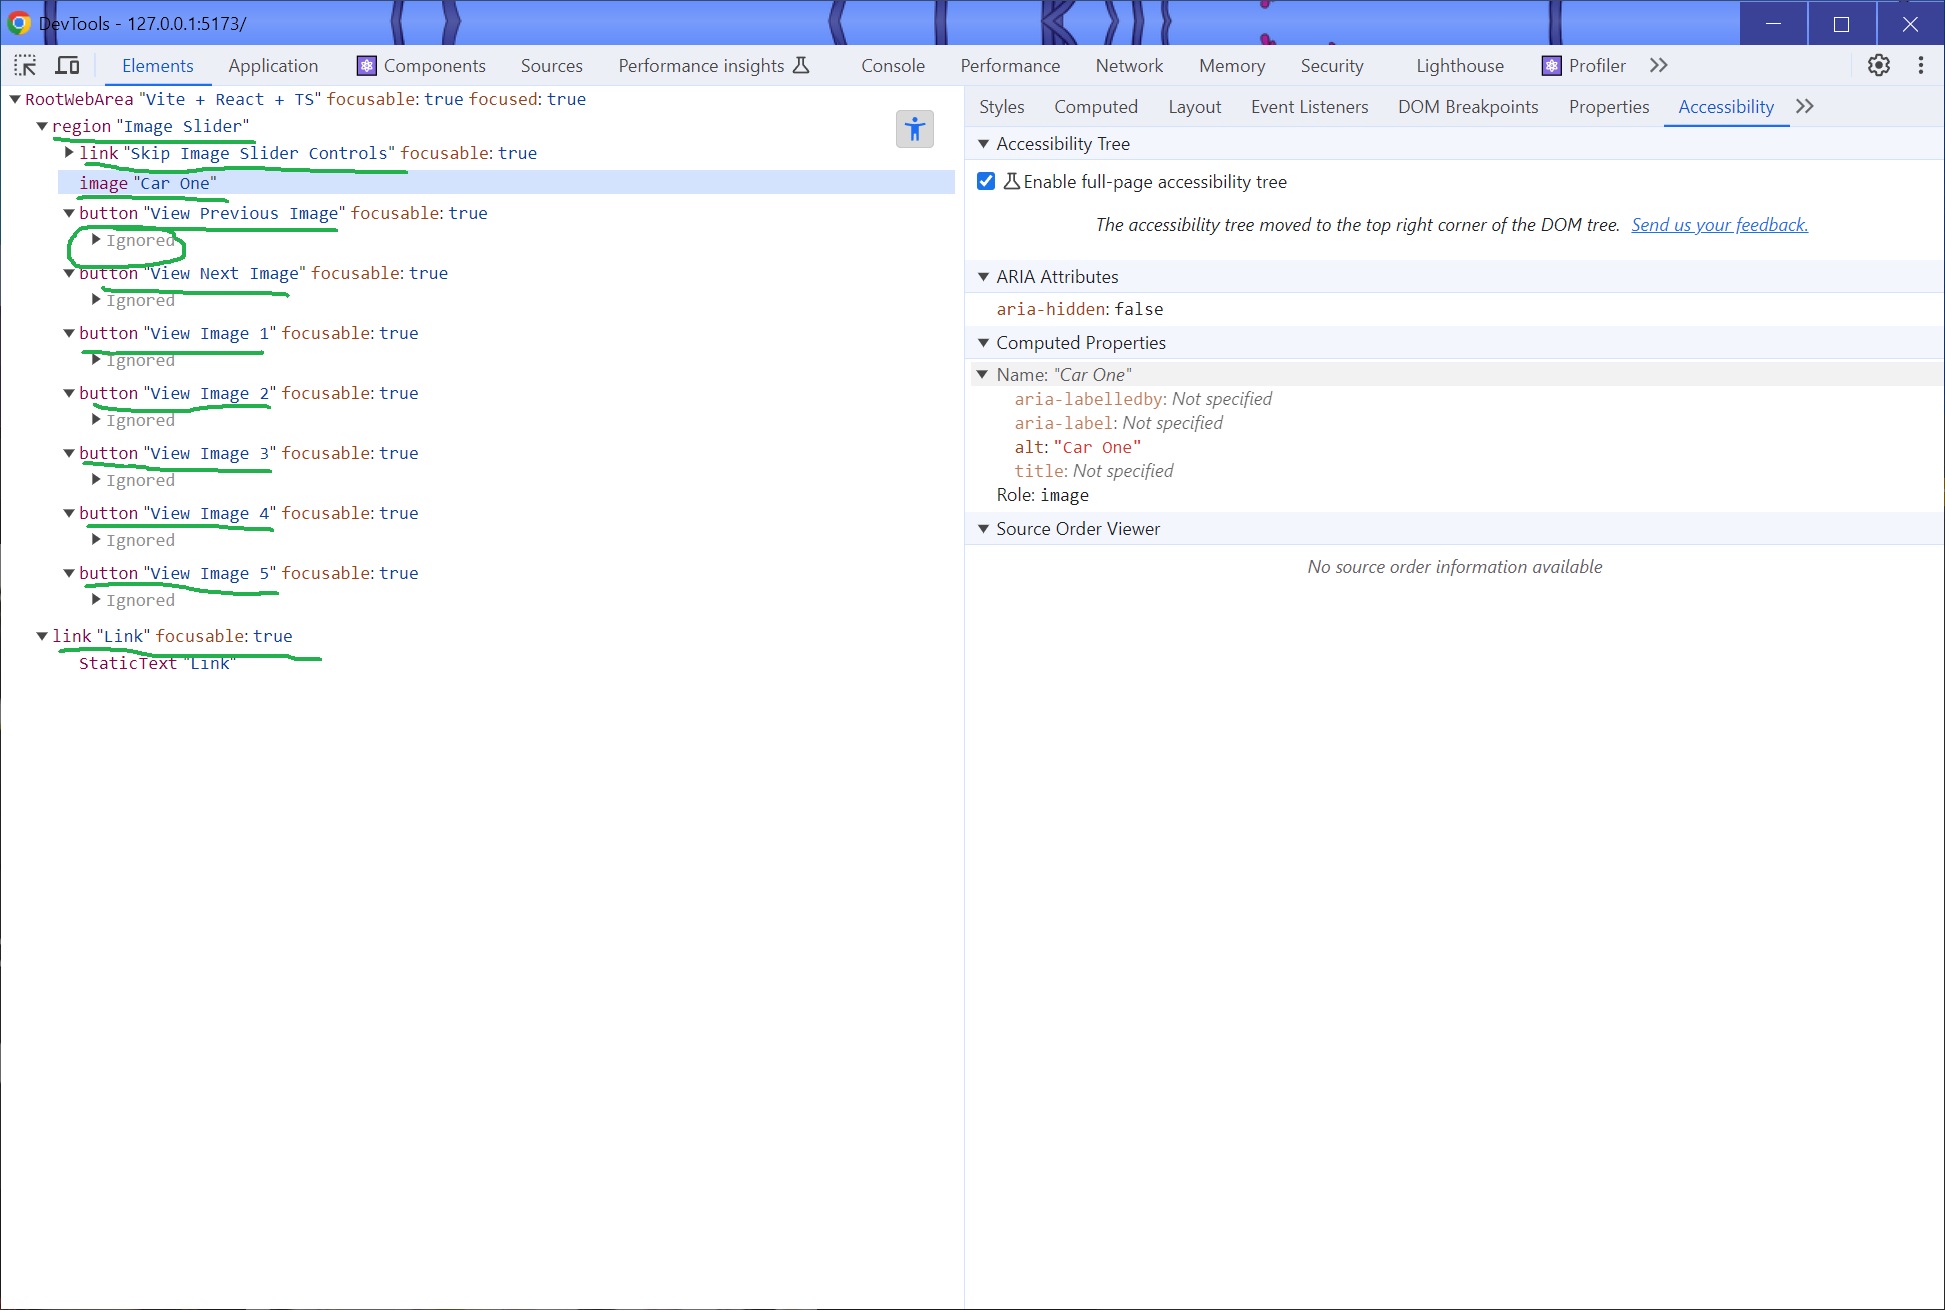 DevTools - 127.0.0.1:5173/
Elements Application Components Sources Performance insights Console Performance Network Memory Security Lighthouse Profiler
RootWebArea "Vite + React + TS" focusable: true focused: true
region "Image Slider"
link "Skip Image Slider Controls" focusable: true
image "Car One"
button "View Previous Image" focusable: true
Ignored
button "View Next Image" focusable: true
Ignored
button "View Image 1" focusable: true
Ignored
button "View Image 2" focusable: true
Ignored
button "View Image 3" focusable: true
Ignored
button "View Image 4" focusable: true
Ignored
button "View Image 5" focusable: true
Ignored
link "Link" focusable: true
StaticText "Link"
Styles Computed Layout Event Listeners DOM Breakpoints Properties Accessibility
Accessibility Tree
Enable full-page accessibility tree
The accessibility tree moved to the top right corner of the DOM tree. Send us your feedback.
ARIA Attributes
aria-hidden: false
Computed Properties
Name: "Car One"
aria-labelledby: Not specified
aria-label: Not specified
alt: "Car One"
title: Not specified
Role: image
Source Order Viewer
No source order information available